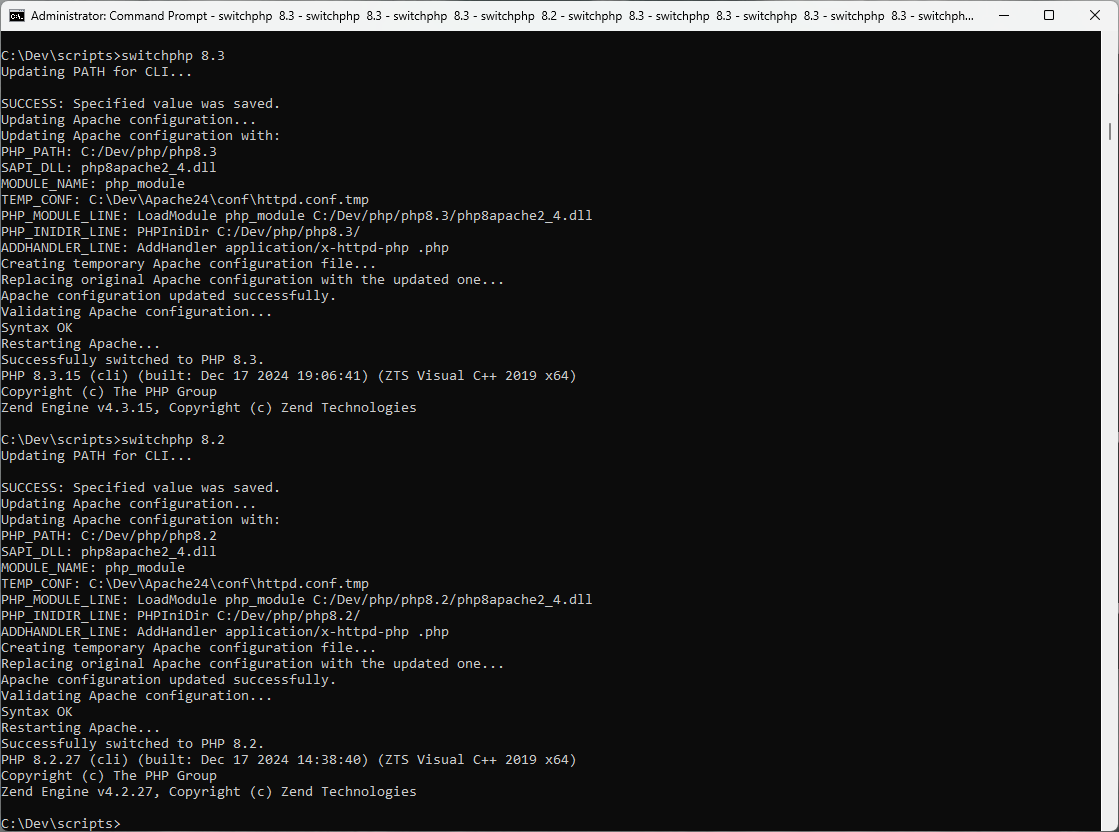 Administrator: Command Prompt - switchphp 8.3 - switchphp 8.3 - switchphp 8.3 - switchphp 8.2 - switchphp 8.3 - switchphp 8.3 - switchphp 8.3 - switchphp 8.3 - switchph...
C:\Dev\scripts>switchphp 8.3
Updating PATH for CLI...
SUCCESS: Specified value was saved.
Updating Apache configuration...
Updating Apache configuration with:
PHP_PATH: C:/Dev/php/php8.3
SAPI_DLL: php8apache2_4.dll
MODULE_NAME: php_module
TEMP_CONF: C:\Dev\Apache24\conf\httpd.conf.tmp
PHP_MODULE_LINE: LoadModule php_module C:/Dev/php/php8.3/php8apache2_4.dll
PHP_INIDIR_LINE: PHPIniDir C:/Dev/php/php8.3/
ADDHANDLER_LINE: AddHandler application/x-httpd-php .php
Creating temporary Apache configuration file...
Replacing original Apache configuration with the updated one...
Apache configuration updated successfully.
Validating Apache configuration...
Syntax OK
Restarting Apache...
Successfully switched to PHP 8.3.
PHP 8.3.15 (cli) (built: Dec 17 2024 19:06:41) (ZTS Visual C++ 2019 x64)
Copyright (c) The PHP Group
Zend Engine v4.3.15, Copyright (c) Zend Technologies
C:\Dev\scripts>switchphp 8.2
Updating PATH for CLI...
SUCCESS: Specified value was saved.
Updating Apache configuration...
Updating Apache configuration with:
PHP_PATH: C:/Dev/php/php8.2
SAPI_DLL: php8apache2_4.dll
MODULE_NAME: php_module
TEMP_CONF: C:\Dev\Apache24\conf\httpd.conf.tmp
PHP_MODULE_LINE: LoadModule php_module C:/Dev/php/php8.2/php8apache2_4.dll
PHP_INIDIR_LINE: PHPIniDir C:/Dev/php/php8.2/
ADDHANDLER_LINE: AddHandler application/x-httpd-php .php
Creating temporary Apache configuration file...
Replacing original Apache configuration with the updated one...
Apache configuration updated successfully.
Validating Apache configuration...
Syntax OK
Restarting Apache...
Successfully switched to PHP 8.2.
PHP 8.2.27 (cli) (built: Dec 17 2024 14:38:40) (ZTS Visual C++ 2019 x64)
Copyright (c) The PHP Group
Zend Engine v4.2.27, Copyright (c) Zend Technologies
C:\Dev\scripts>